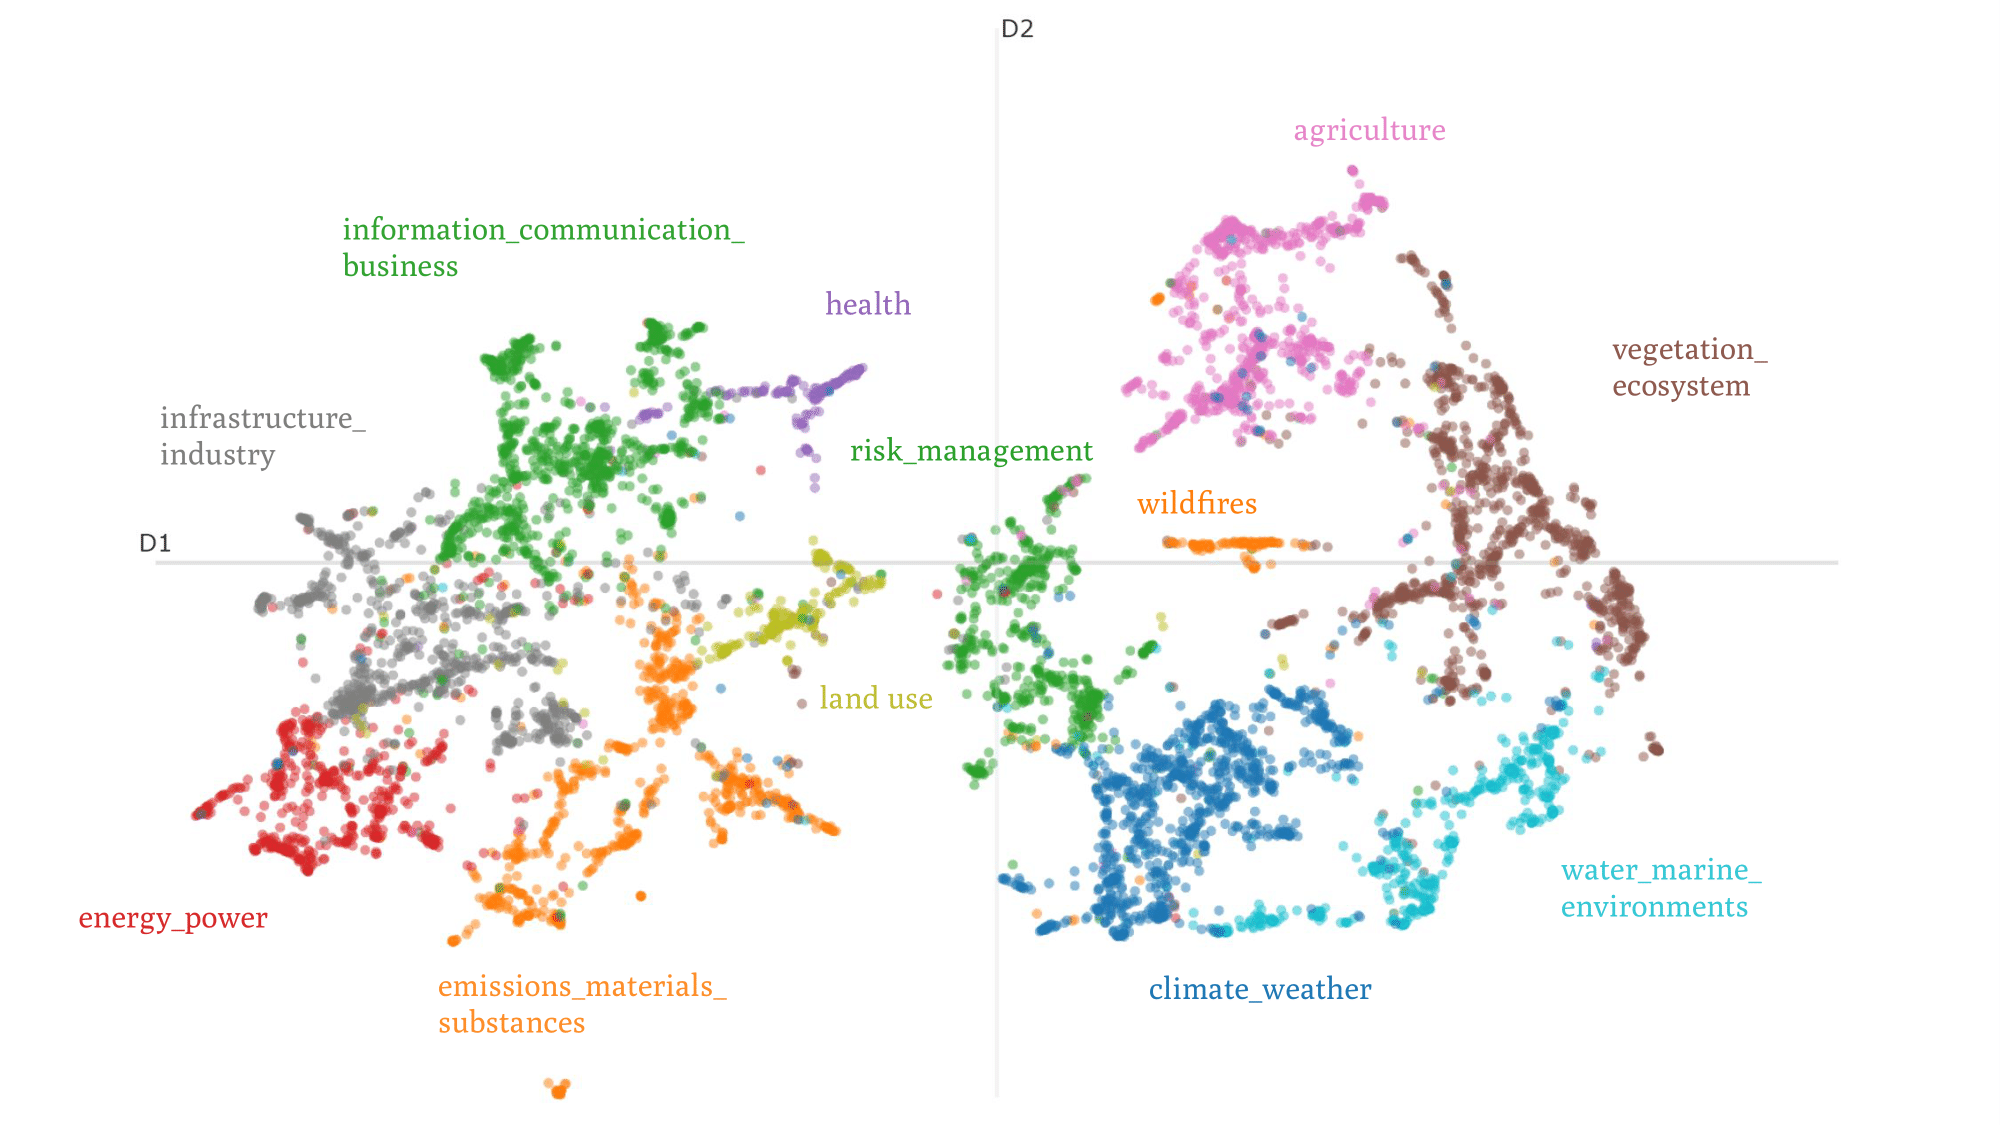 D2
agriculture
information_communication_
business
health
vegetation_
ecosystem
infrastructure_
industry
risk_management
wildfires
D1
land use
energy_power
water_marine_
environments
emissions_materials_
substances
climate_weather